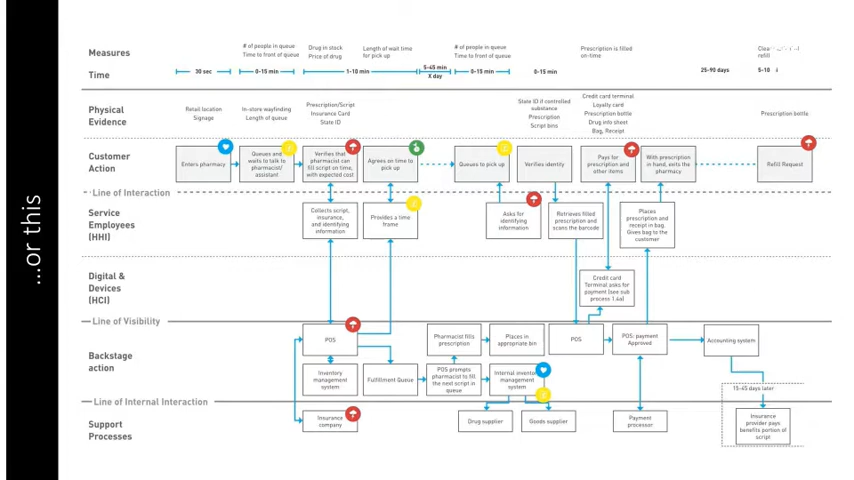 ...or this
Measures
# of people in queue
Time to front of queue
Drug in stock
Price of drug
Length of wait time
for pick up
# of people in queue
Time to front of queue
Prescription is filled
on-time
refill
Time
30 sec
0-15 min
1-10 min
5-45 min
X day
0-15 min
0-15 min
25-90 days
5-10
Physical
Evidence
Retail location
Signage
In-store wayfinding
Length of queue
Prescription/Script
Insurance Card
State ID
State ID if controlled
substance
Prescription
Script bins
Credit card terminal
Loyalty card
Prescription bottle
Drug info sheet
Bag, Receipt
Prescription bottle
Customer
Action
Enters pharmacy
Queues and
waits to talk to
pharmacist/
assistant
Verifies that
pharmacist can
fill script on time,
with expected cost
Agrees on time to
pick up
Queues to pick up
Verifies identity
Pays for
prescription and
other items
With prescription
in hand, exits the
pharmacy
Refill Request
Line of Interaction
Service
Employees
(HHI)
Collects script,
insurance,
and identifying
information
Provides a time
frame
Asks for
identifying
information
Retrieves filled
prescription and
scans the barcode
Places
prescription and
receipt in bag.
Gives bag to the
customer
Digital &
Devices
(HCI)
Credit card
Terminal asks for
payment (see sub
process 1.4a)
Line of Visibility
Backstage
action
POS
Pharmacist fills
prescription
Places in
appropriate bin
POS
POS: payment
Approved
Accounting system
Inventory
management
system
Fulfillment Queue
POS prompts
pharmacist to fill
the next script in
queue
Internal inventory
management
system
15-45 days later
Line of Internal Interaction
Support
Processes
Insurance
company
Drug supplier
Goods supplier
Payment
processor
Insurance
provider pays
benefits portion of
script